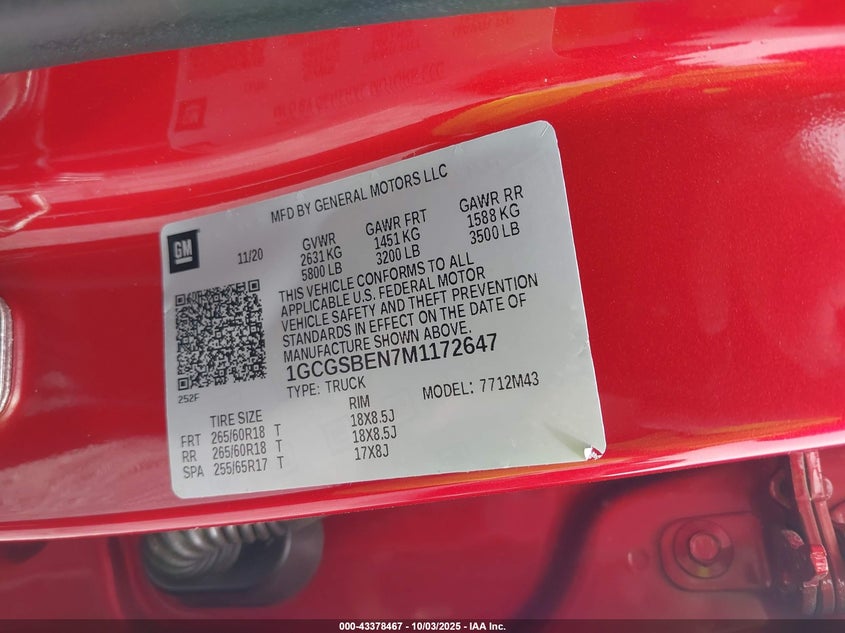 MFD BY GENERAL MOTORS LLC
GM
11/20
GVWR
2631 KG
5800 LB
GAWR FRT
1451 KG
3200 LB
GAWR RR
1588 KG
3500 LB
THIS VEHICLE CONFORMS TO ALL
APPLICABLE U.S. FEDERAL MOTOR
VEHICLE SAFETY AND THEFT PREVENTION
STANDARDS IN EFFECT ON THE DATE OF
MANUFACTURE SHOWN ABOVE.
1GCGSBEN7M1172647
252F
TYPE: TRUCK
MODEL: 7712M43
TIRE SIZE RIM
FRT 265/60R18 T 18X8.5J
RR 265/60R18 T 18X8.5J
SPA 255/65R17 T 17X8J
000-43378467 - 10/03/2025 - IAA Inc.